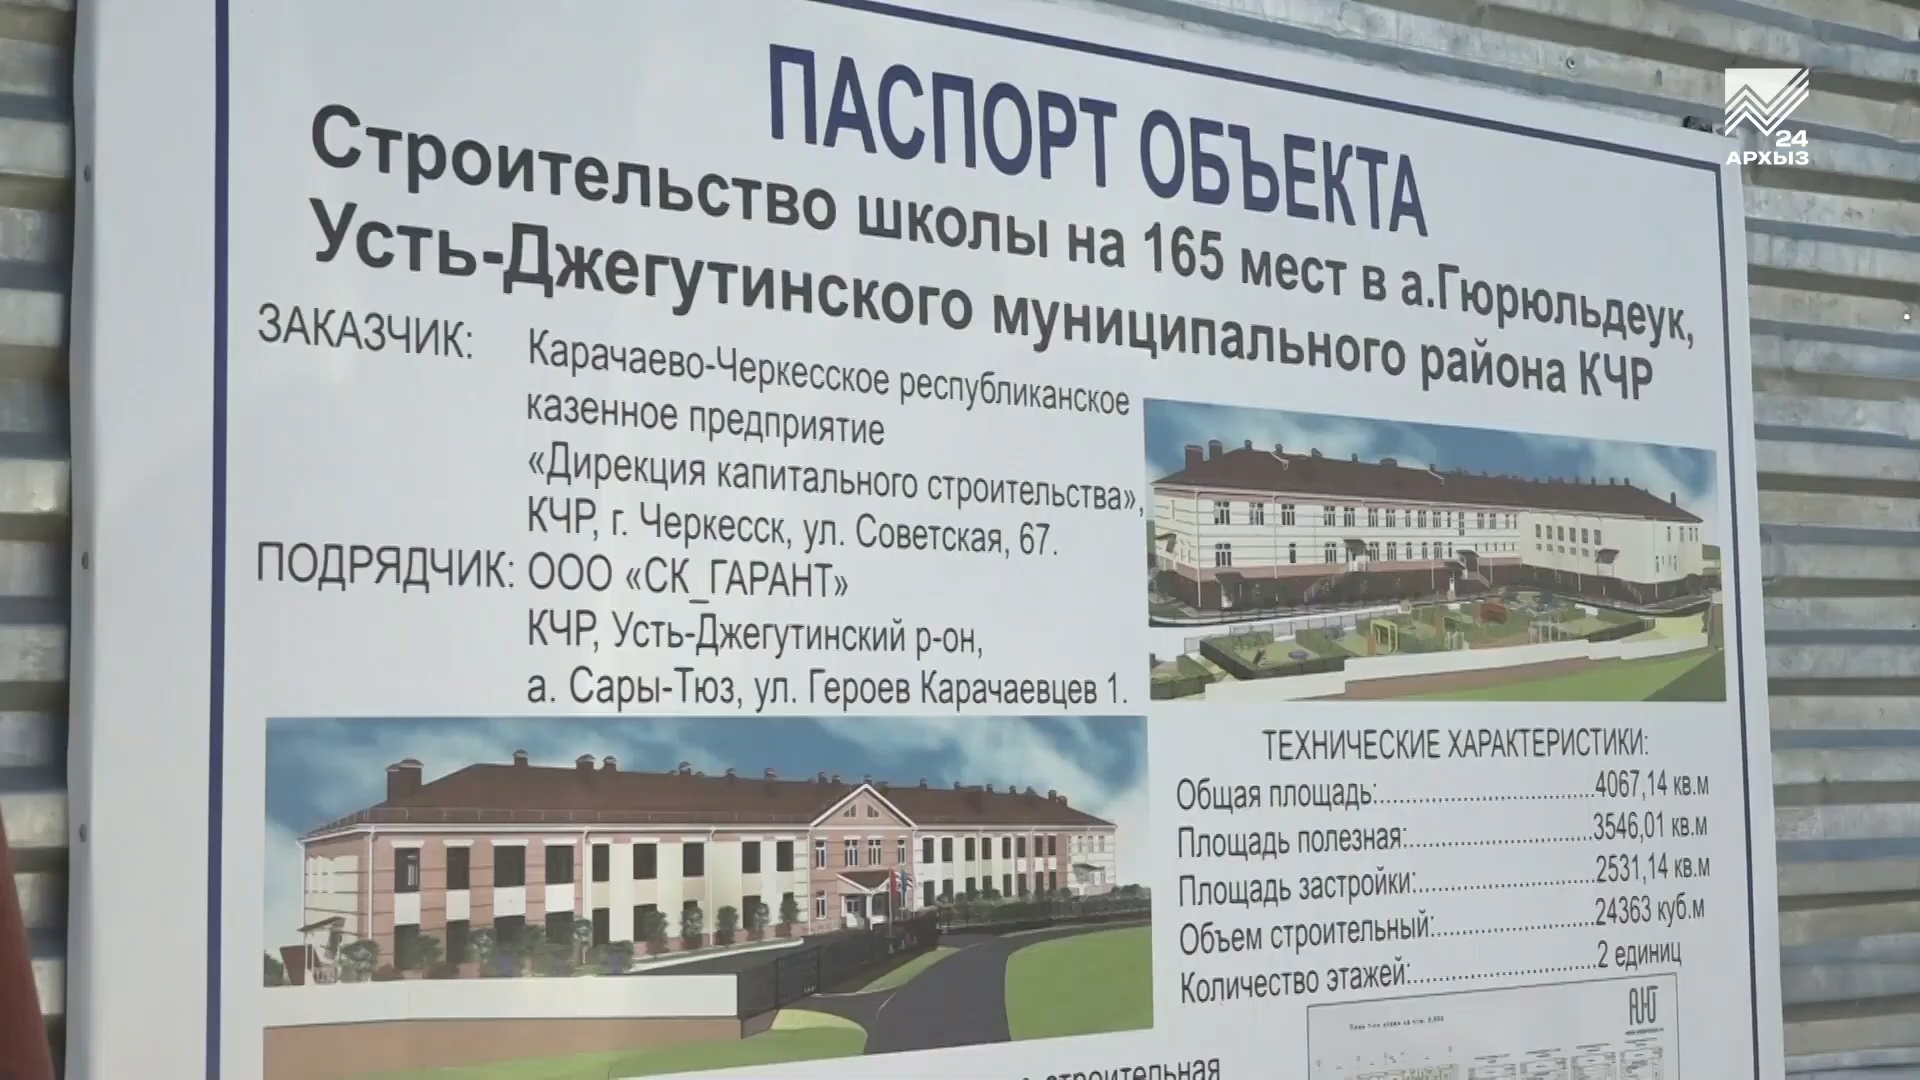 ПАСПОРТ ОБЪЕКТА
Строительство школы на 165 мест в а.Гюрюльдеук,
Усть-Джегутинского муниципального района КЧР
ЗАКАЗЧИК: Карачаево-Черкесское республиканское
казенное предприятие
«Дирекция капитального строительства»,
КЧР, г. Черкесск, ул. Советская, 67.
ПОДРЯДЧИК: ООО «СК_ГАРАНТ»
КЧР, Усть-Джегутинский р-он,
а. Сары-Тюз, ул. Героев Карачаевцев 1.
ТЕХНИЧЕСКИЕ ХАРАКТЕРИСТИКИ:
Общая площадь:..............................4067,14 кв.м
Площадь полезная:..........................3546,01 кв.м
Площадь застройки:.........................2531,14 кв.м
Объем строительный:.......................24363 куб.м
Количество этажей:..........................2 единиц
строительная
24
АРХЫЗ